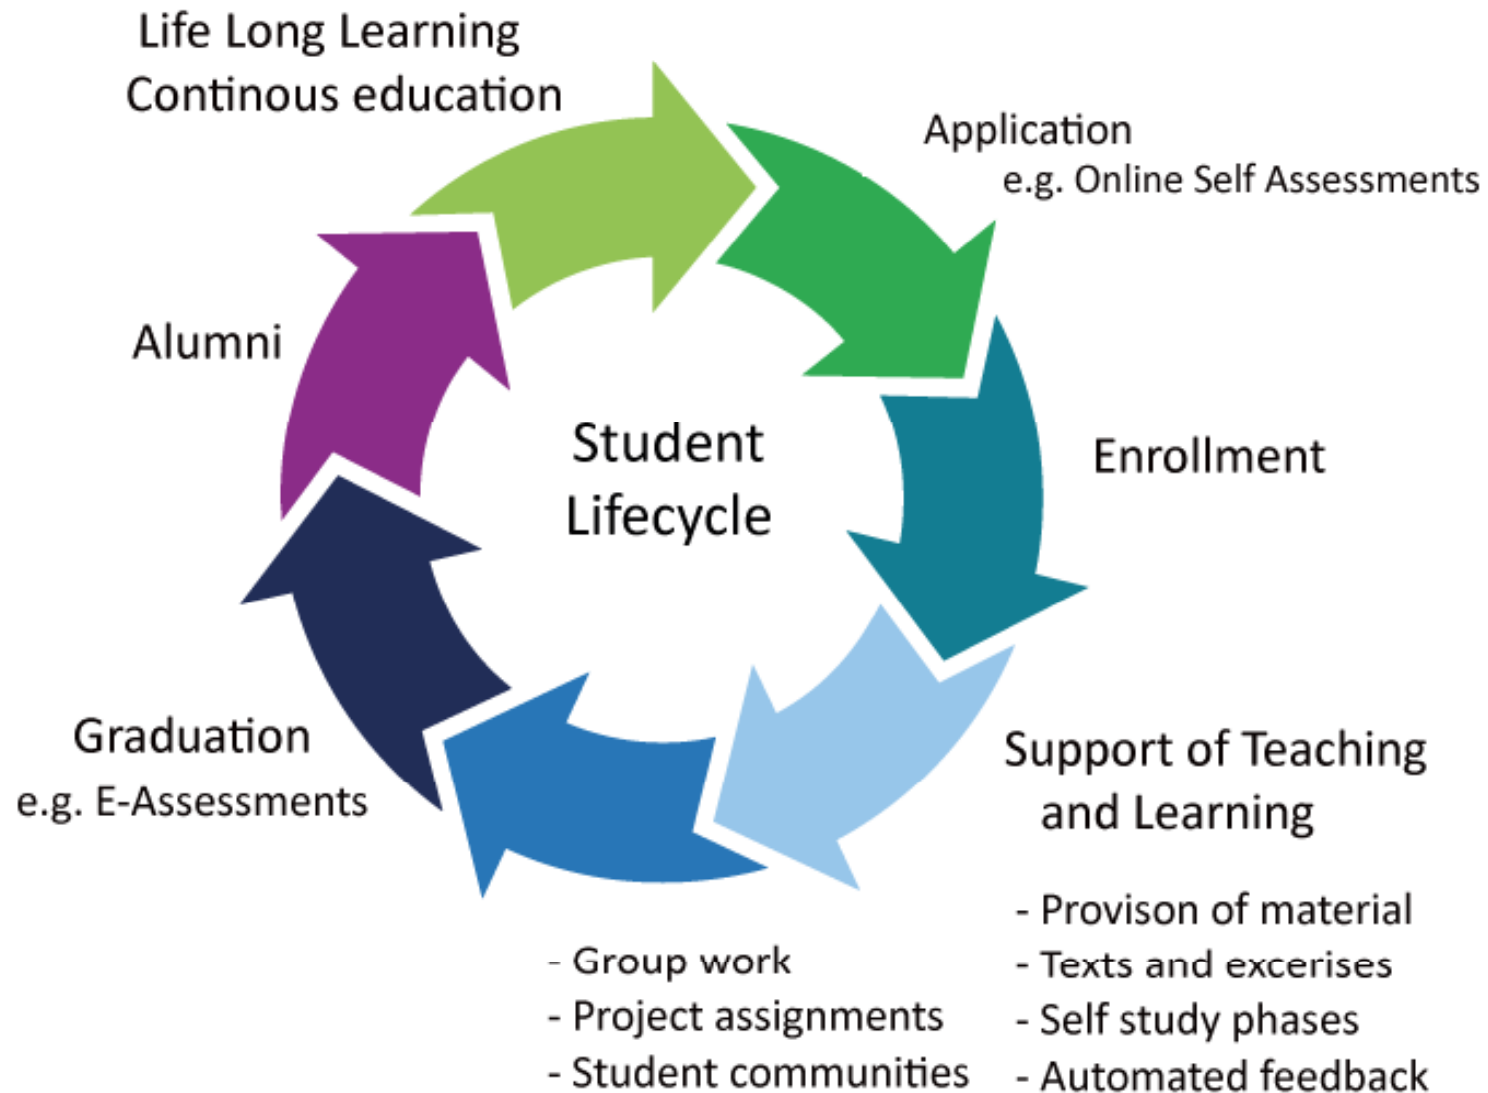 Life Long Learning
Continous education
Application
e.g. Online Self Assessments
Alumni
Student
Lifecycle
Enrollment
Graduation
e.g. E-Assessments
Support of Teaching
and Learning
- Provison of material
- Texts and excerises
- Self study phases
- Automated feedback
- Group work
- Project assignments
- Student communities